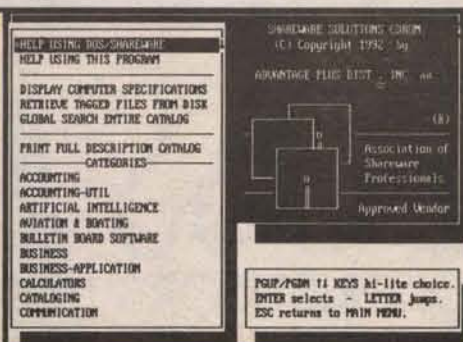 HELP USING DOS/SHAREWARE
HELP USING THIS PROGRAM
DISPLAY COMPUTER SPECIFICATIONS
RETRIEVE TAGGED FILES FROM DISK
GLOBAL SEARCH ENTIRE CATALOG
PRINT FULL DESCRIPTION CATALOG
CATEGORIES
ACCOUNTING
ACCOUNTING-UTIL
ARTIFICIAL INTELLIGENCE
AVIATION & BOATING
BULLETIN BOARD SOFTWARE
BUSINESS
BUSINESS-APPLICATION
CALCULATORS
CATALOGING
COMMUNICATION
SHAREWARE SOLUTIONS CDROM
(C) Copyright 1992 by
ADVANTAGE PLUS DIST., INC.
(R)
Association of
Shareware
Professionals
Approved Vendor
PGUP/PGDN ↑↓ KEYS hi-lite choice.
ENTER selects - LETTER jumps.
ESC returns to MAIN MENU.